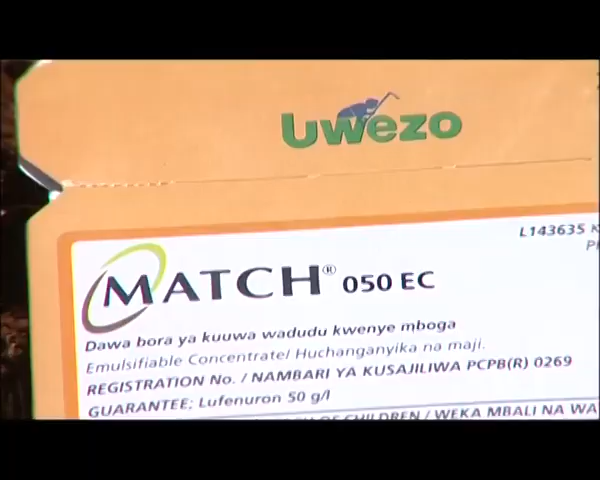 Uwezo
L143635
MATCH® 050 EC
Dawa bora ya kuuwa wadudu kwenye mboga
Emulsifiable Concentrate/ Huchanganyika na maji.
REGISTRATION No. / NAMBARI YA KUSAJILIWA PCPB(R) 0269
GUARANTEE; Lufenuron 50 g/l
OF CHILDREN / WEKA MBALI NA WA